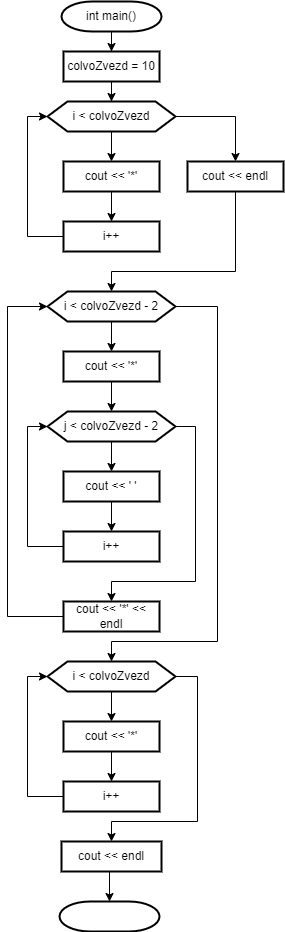 int main()
colvoZvezd = 10
i < colvoZvezd
cout << '*'
cout << endl
i++
i < colvoZvezd - 2
cout << '*'
j < colvoZvezd - 2
cout << ' '
i++
cout << '*' <<
endl
i < colvoZvezd
cout << '*'
i++
cout << endl